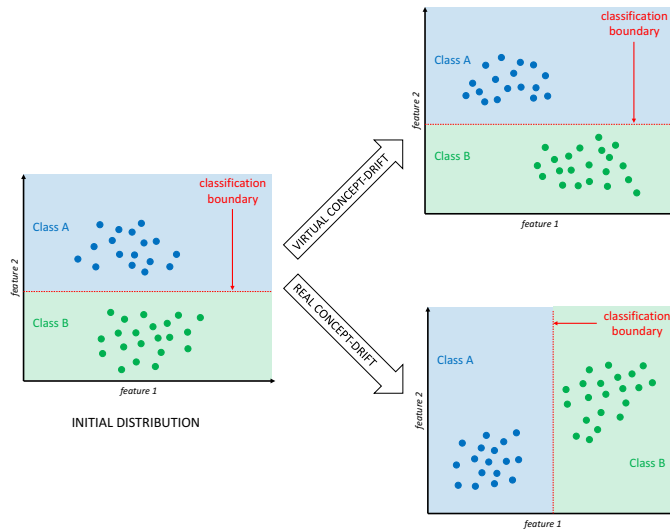 classification
boundary
Class A
Class B
feature 2
feature 1
INITIAL DISTRIBUTION
VIRTUAL CONCEPT-DRIFT
REAL CONCEPT-DRIFT
classification
boundary
Class A
Class B
feature 2
feature 1
classification
boundary
Class A
Class B
feature 2
feature 1